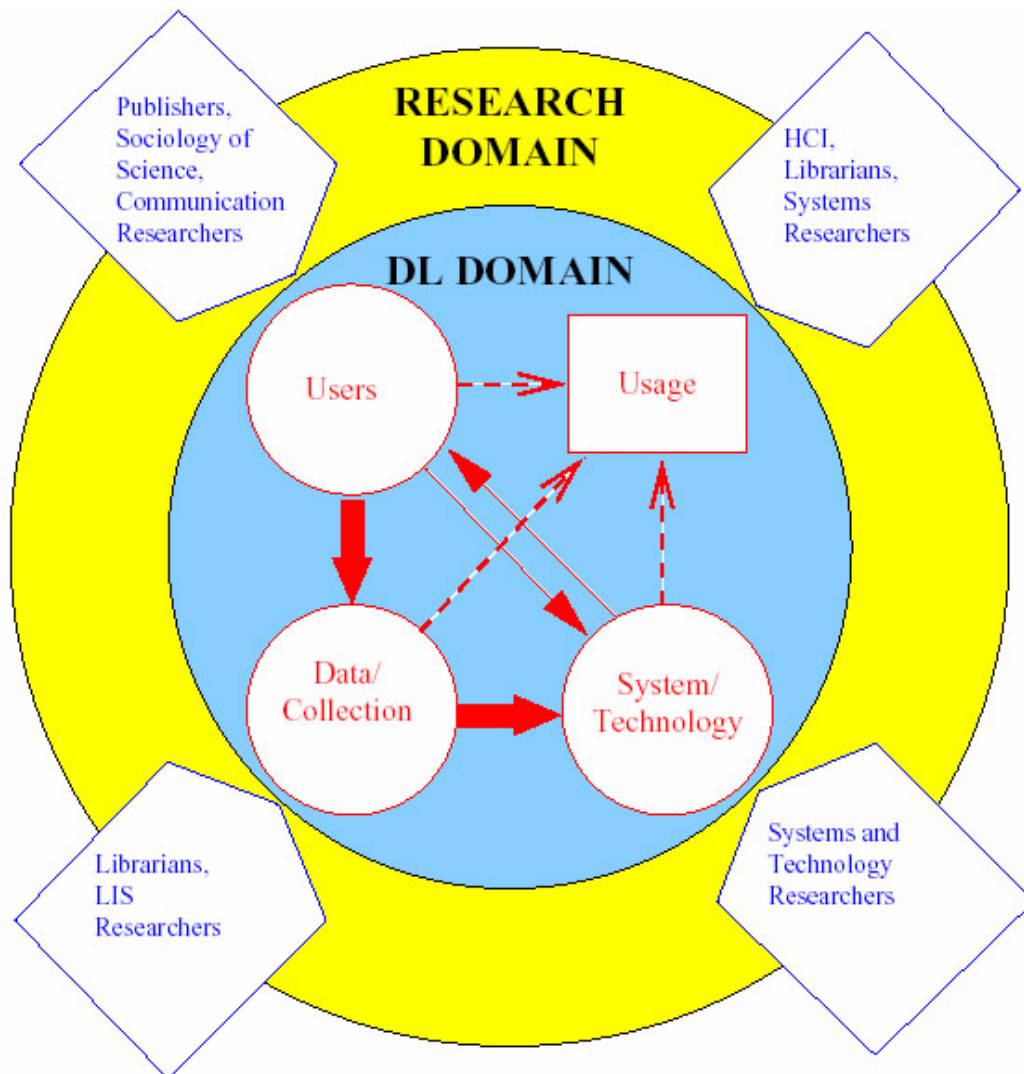 RESEARCH
DOMAIN
Publishers,
Sociology of
Science,
Communication
Researchers
HCI,
Librarians,
Systems
Researchers
DL DOMAIN
Users
Usage
Data/
Collection
System/
Technology
Librarians,
LIS
Researchers
Systems and
Technology
Researchers